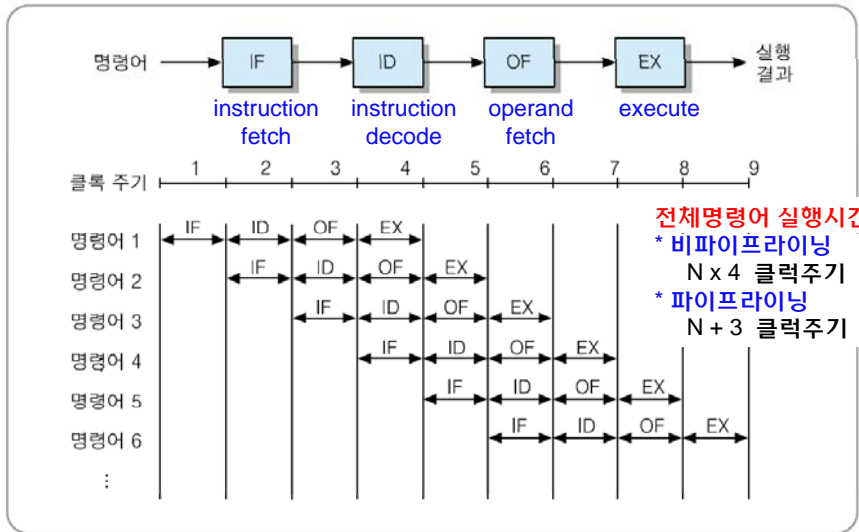 명령어 IF ID OF EX 실행
결과
instruction fetch
instruction decode
operand fetch
execute
클록 주기 1 2 3 4 5 6 7 8 9
전체명령어 실행시간
* 비파이프라이닝
N x 4 클럭주기
* 파이프라이닝
N + 3 클럭주기
명령어 1 IF ID OF EX
명령어 2 IF ID OF EX
명령어 3 IF ID OF EX
명령어 4 IF ID OF EX
명령어 5 IF ID OF EX
명령어 6 IF ID OF EX
⋮